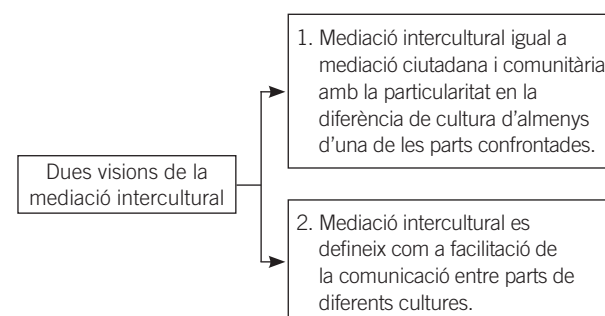 1. Mediació intercultural igual a
mediació ciutadana i comunitària
amb la particularitat en la
diferència de cultura d'almenys
d'una de les parts confrontades.
Dues visions de la
mediació intercultural
2. Mediació intercultural es
defineix com a facilitació de
la comunicació entre parts de
diferents cultures.